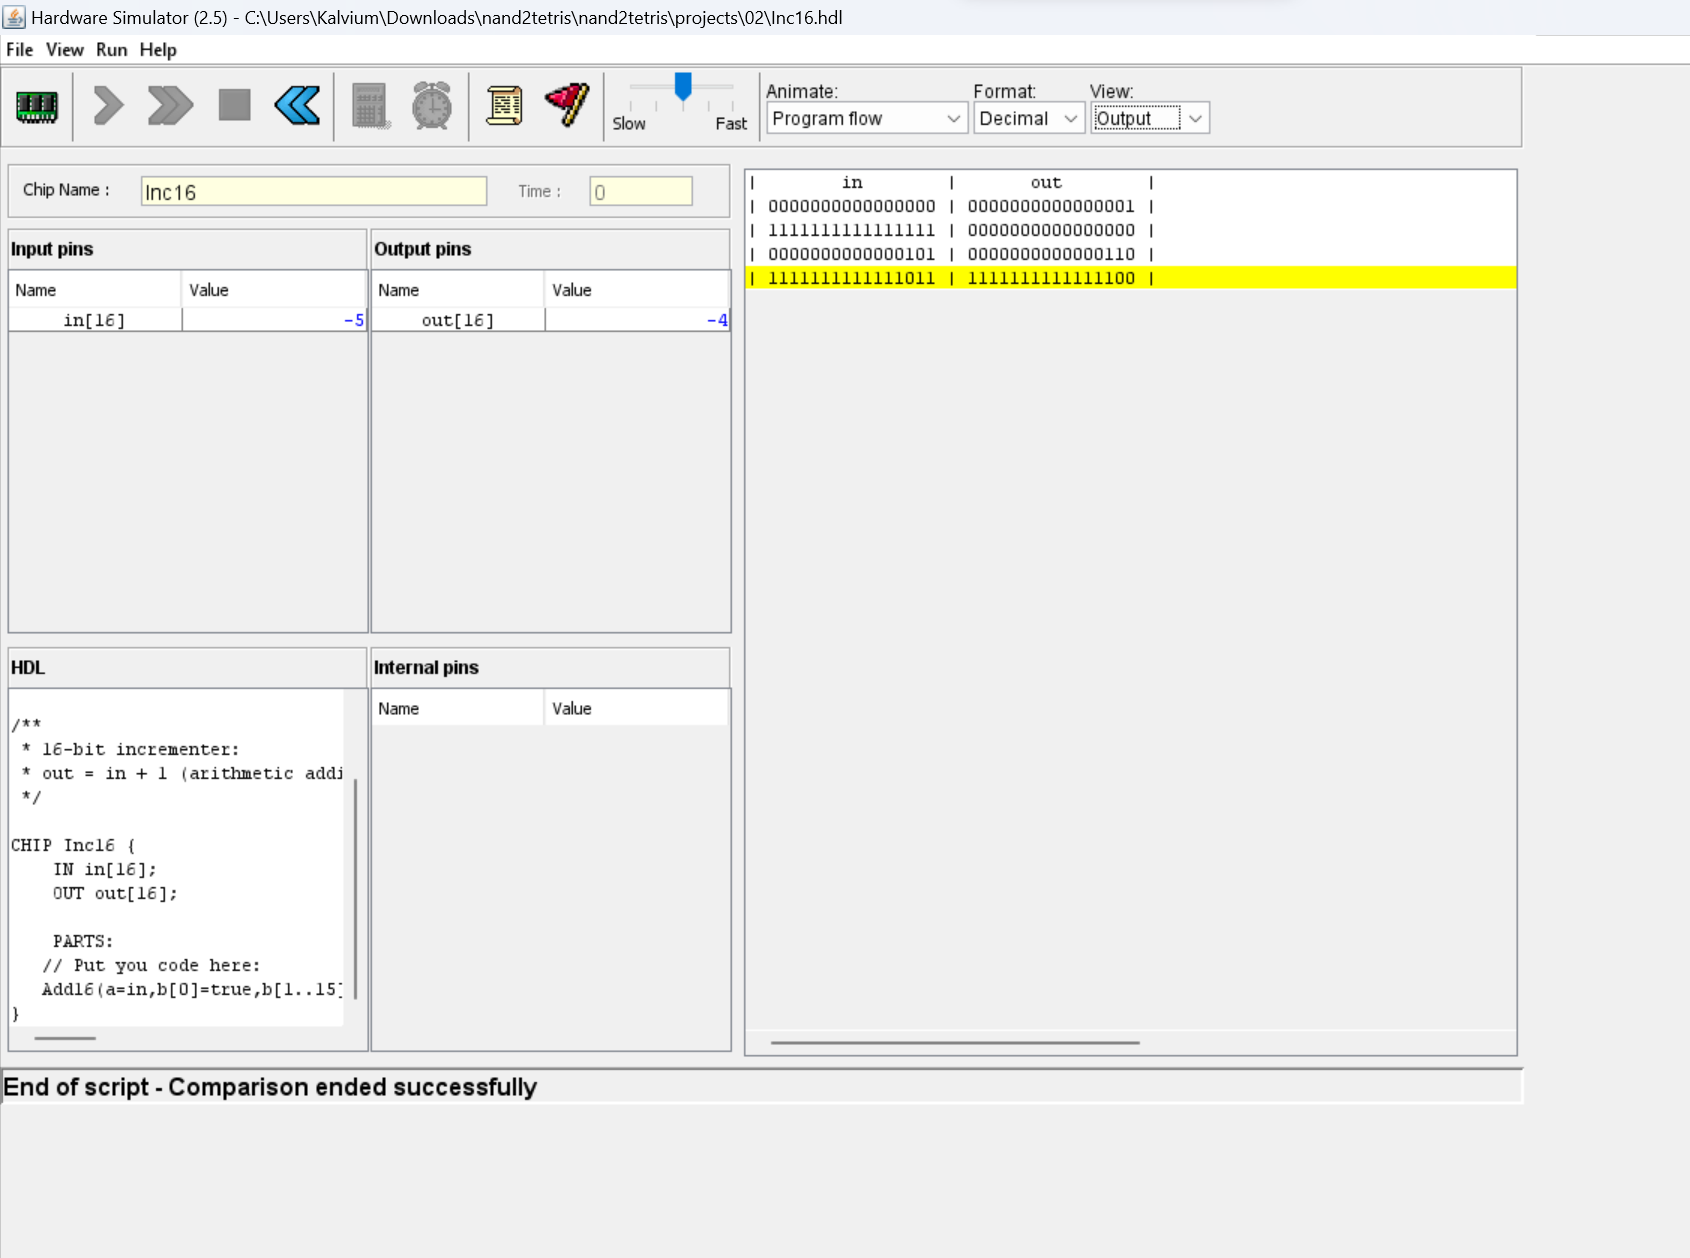 Hardware Simulator (2.5) - C:\Users\Kalvium\Downloads\nand2tetris\nand2tetris\projects\02\Inc16.hdl
File View Run Help
Slow Fast
Animate: Format: View:
Program flow Decimal Output
Chip Name : Inc16 Time : 0
Input pins
Name Value
in[16] -5
Output pins
Name Value
out[16] -4
HDL
/**
* 16-bit incrementer:
* out = in + 1 (arithmetic addi
*/
CHIP Inc16 {
IN in[16];
OUT out[16];
PARTS:
// Put you code here:
Add16(a=in,b[0]=true,b[1..15]
}
Internal pins
Name Value
| in | out |
| 0000000000000000 | 0000000000000001 |
| 1111111111111111 | 0000000000000000 |
| 0000000000000101 | 0000000000000110 |
| 1111111111111011 | 1111111111111100 |
End of script - Comparison ended successfully